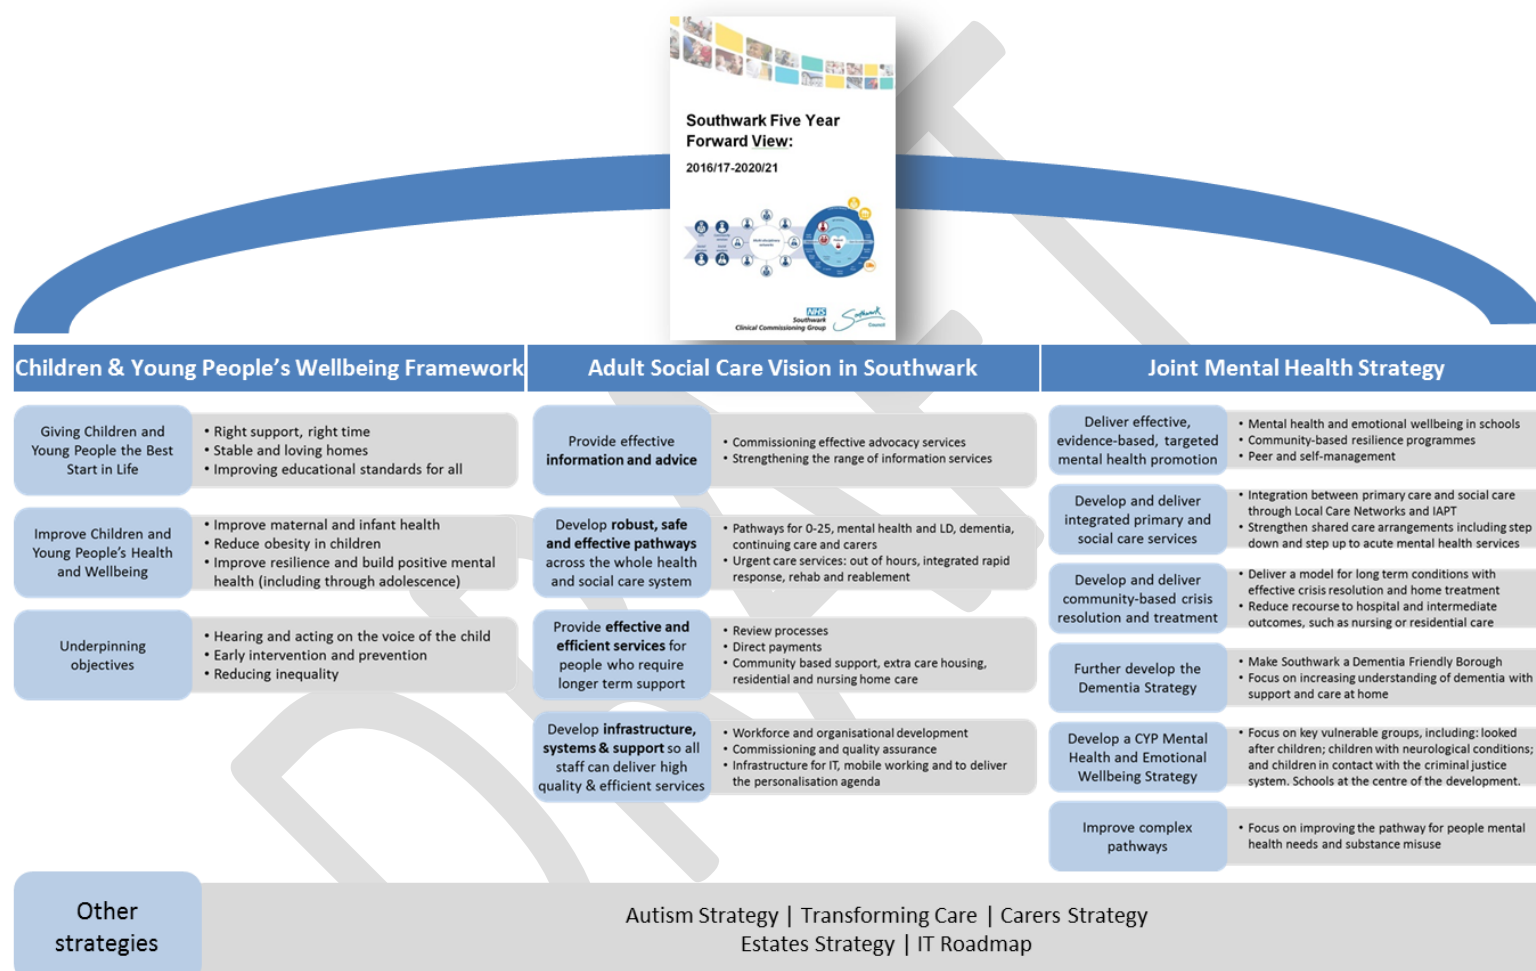 Southwark Five Year
Forward View:
2016/17-2020/21
NHS
Southwark
Clinical Commissioning Group
Southwark
Council
Children & Young People's Wellbeing Framework
Giving Children and
Young People the Best
Start in Life
• Right support, right time
• Stable and loving homes
• Improving educational standards for all
Improve Children and
Young People's Health
and Wellbeing
• Improve maternal and infant health
• Reduce obesity in children
• Improve resilience and build positive mental
health (including through adolescence)
Underpinning
objectives
• Hearing and acting on the voice of the child
• Early intervention and prevention
• Reducing inequality
Adult Social Care Vision in Southwark
Provide effective
information and advice
• Commissioning effective advocacy services
• Strengthening the range of information services
Develop robust, safe
and effective pathways
across the whole health
and social care system
• Pathways for 0-25, mental health and LD, dementia,
continuing care and carers
• Urgent care services: out of hours, integrated rapid
response, rehab and reablement
Provide effective and
efficient services for
people who require
longer term support
• Review processes
• Direct payments
• Community based support, extra care housing,
residential and nursing home care
Develop infrastructure,
systems & support so all
staff can deliver high
quality & efficient services
• Workforce and organisational development
• Commissioning and quality assurance
• Infrastructure for IT, mobile working and to deliver
the personalisation agenda
Joint Mental Health Strategy
Deliver effective,
evidence-based, targeted
mental health promotion
• Mental health and emotional wellbeing in schools
• Community-based resilience programmes
• Peer and self-management
Develop and deliver
integrated primary and
social care services
• Integration between primary care and social care
through Local Care Networks and IAPT
• Strengthen shared care arrangements including step
down and step up to acute mental health services
Develop and deliver
community-based crisis
resolution and treatment
• Deliver a model for long term conditions with
effective crisis resolution and home treatment
• Reduce recourse to hospital and intermediate
outcomes, such as nursing or residential care
Further develop the
Dementia Strategy
• Make Southwark a Dementia Friendly Borough
• Focus on increasing understanding of dementia with
support and care at home
Develop a CYP Mental
Health and Emotional
Wellbeing Strategy
• Focus on key vulnerable groups, including: looked
after children; children with neurological conditions;
and children in contact with the criminal justice
system. Schools at the centre of the development.
Improve complex
pathways
• Focus on improving the pathway for people mental
health needs and substance misuse
Other
strategies
Autism Strategy | Transforming Care | Carers Strategy
Estates Strategy | IT Roadmap
DRAFT